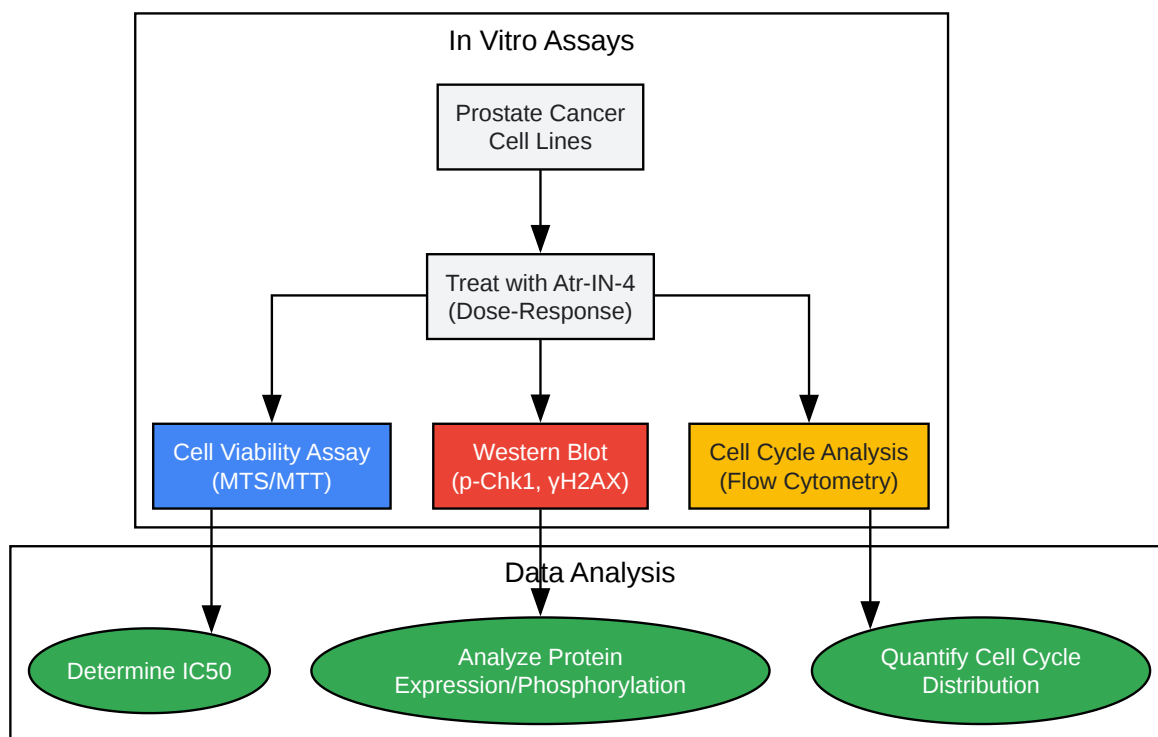 In Vitro Assays
Prostate Cancer
Cell Lines
Treat with Atr-IN-4
(Dose-Response)
Cell Viability Assay
(MTS/MTT)
Western Blot
(p-Chk1, γH2AX)
Cell Cycle Analysis
(Flow Cytometry)
Data Analysis
Determine IC50
Analyze Protein
Expression/Phosphorylation
Quantify Cell Cycle
Distribution